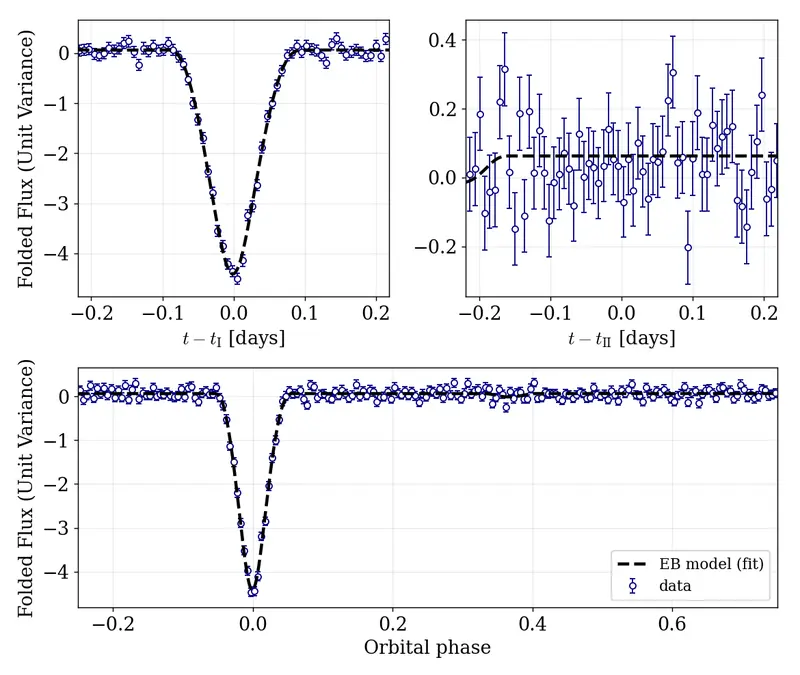 Folded Flux (Unit Variance)
0
−1
−2
−3
−4
−0.2 −0.1 0.0 0.1 0.2
t − tI [days]
0.4
0.2
0.0
−0.2
−0.2 −0.1 0.0 0.1 0.2
t − tII [days]
Folded Flux (Unit Variance)
0
−1
−2
−3
−4
EB model (fit)
data
−0.2 0.0 0.2 0.4 0.6
Orbital phase